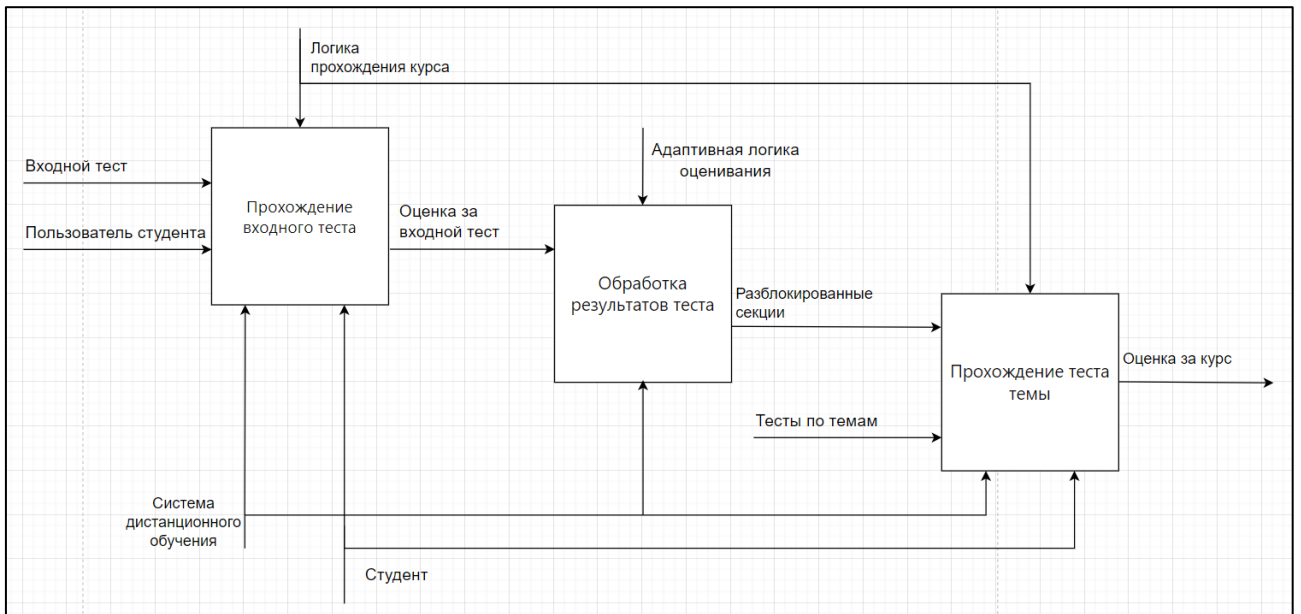 Логика
прохождения курса
Входной тест
Пользователь студента
Прохождение
входного теста
Оценка за
входной тест
Адаптивная логика
оценивания
Обработка
результатов теста
Разблокированные
секции
Тесты по темам
Прохождение теста
темы
Оценка за курс
Система
дистанционного
обучения
Студент